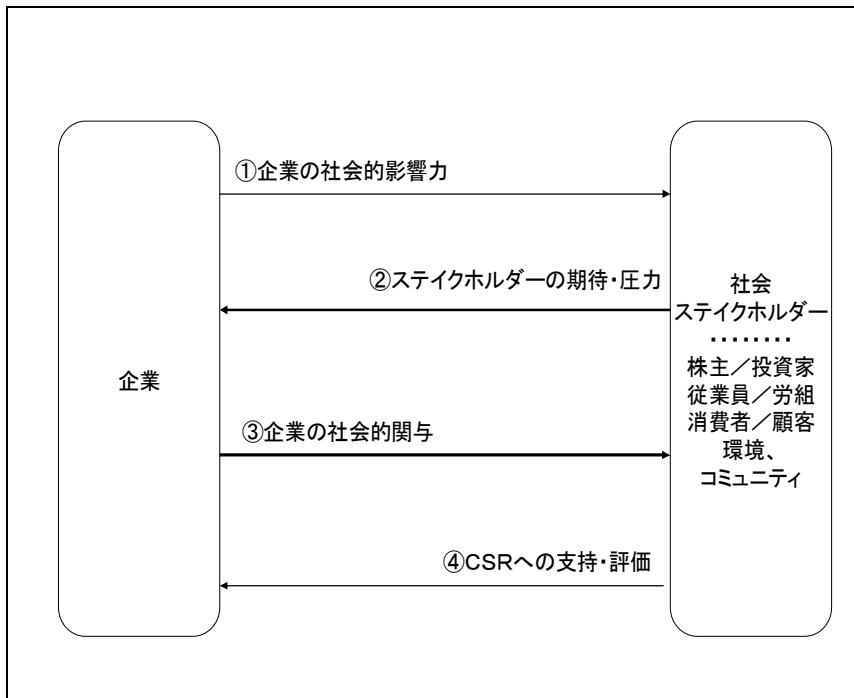 ①企業の社会的影響力
②ステイクホルダーの期待・圧力
企業
③企業の社会的関与
④CSRへの支持・評価
社会
ステイクホルダー
・・・・・・・・
株主／投資家
従業員／労組
消費者／顧客
環境、
コミュニティ